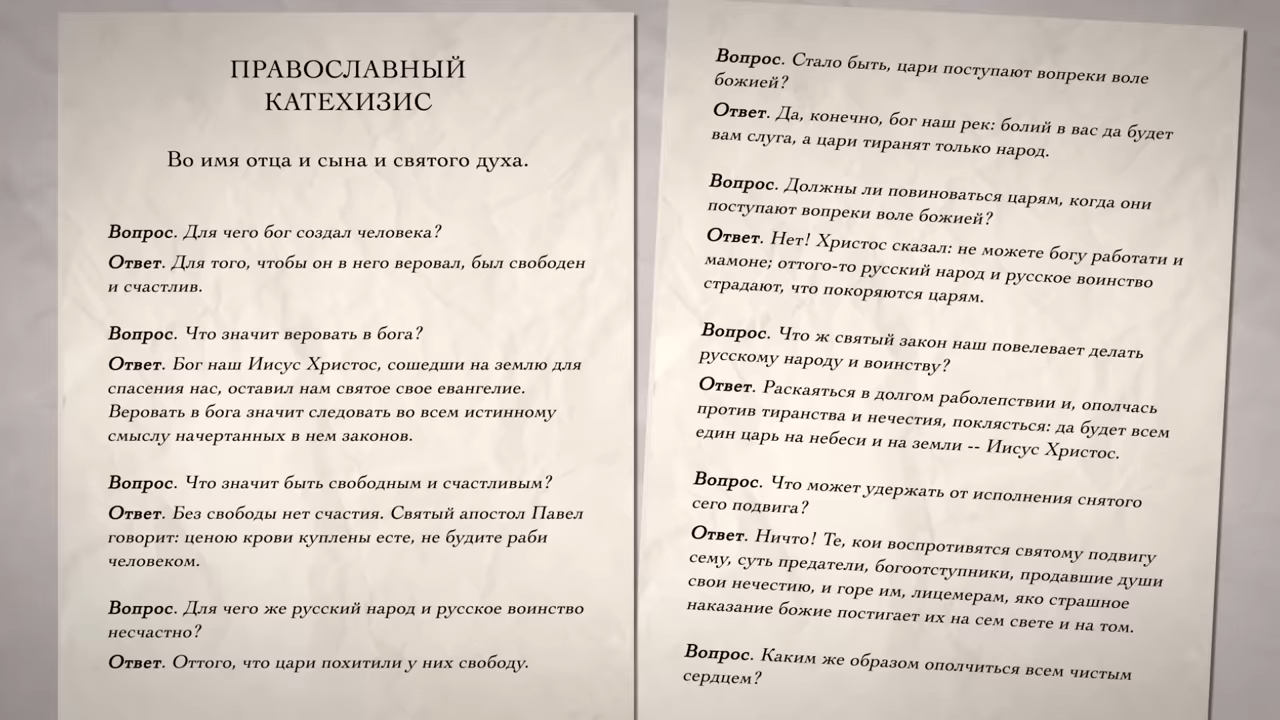 ПРАВОСЛАВНЫЙ
КАТЕХИЗИС
Во имя отца и сына и святого духа.
Вопрос. Для чего бог создал человека?
Ответ. Для того, чтобы он в него веровал, был свободен
и счастлив.
Вопрос. Что значит веровать в бога?
Ответ. Бог наш Иисус Христос, сошедши на землю для
спасения нас, оставил нам святое свое евангелие.
Веровать в бога значит следовать во всем истинному
смыслу начертанных в нем законов.
Вопрос. Что значит быть свободным и счастливым?
Ответ. Без свободы нет счастия. Святый апостол Павел
говорит: ценою крови куплены есте, не будите раби
человеком.
Вопрос. Для чего же русский народ и русское воинство
несчастно?
Ответ. Оттого, что цари похитили у них свободу.
Вопрос. Стало быть, цари поступают вопреки воле
божией?
Ответ. Да, конечно, бог наш рек: болий в вас да будет
вам слуга, а цари тиранят только народ.
Вопрос. Должны ли повиноваться царям, когда они
поступают вопреки воле божией?
Ответ. Нет! Христос сказал: не можете богу работати и
мамоне; оттого-то русский народ и русское воинство
страдают, что покоряются царям.
Вопрос. Что ж святый закон наш повелевает делать
русскому народу и воинству?
Ответ. Раскаяться в долгом раболепствии и, ополчась
против тиранства и нечестия, поклясться: да будет всем
един царь на небеси и на земли -- Иисус Христос.
Вопрос. Что может удержать от исполнения снятого
сего подвига?
Ответ. Ничто! Те, кои воспротивятся святому подвигу
сему, суть предатели, богоотступники, продавшие души
свои нечестию, и горе им, лицемерам, яко страшное
наказание божие постигает их на сем свете и на том.
Вопрос. Каким же образом ополчиться всем чистым
сердцем?